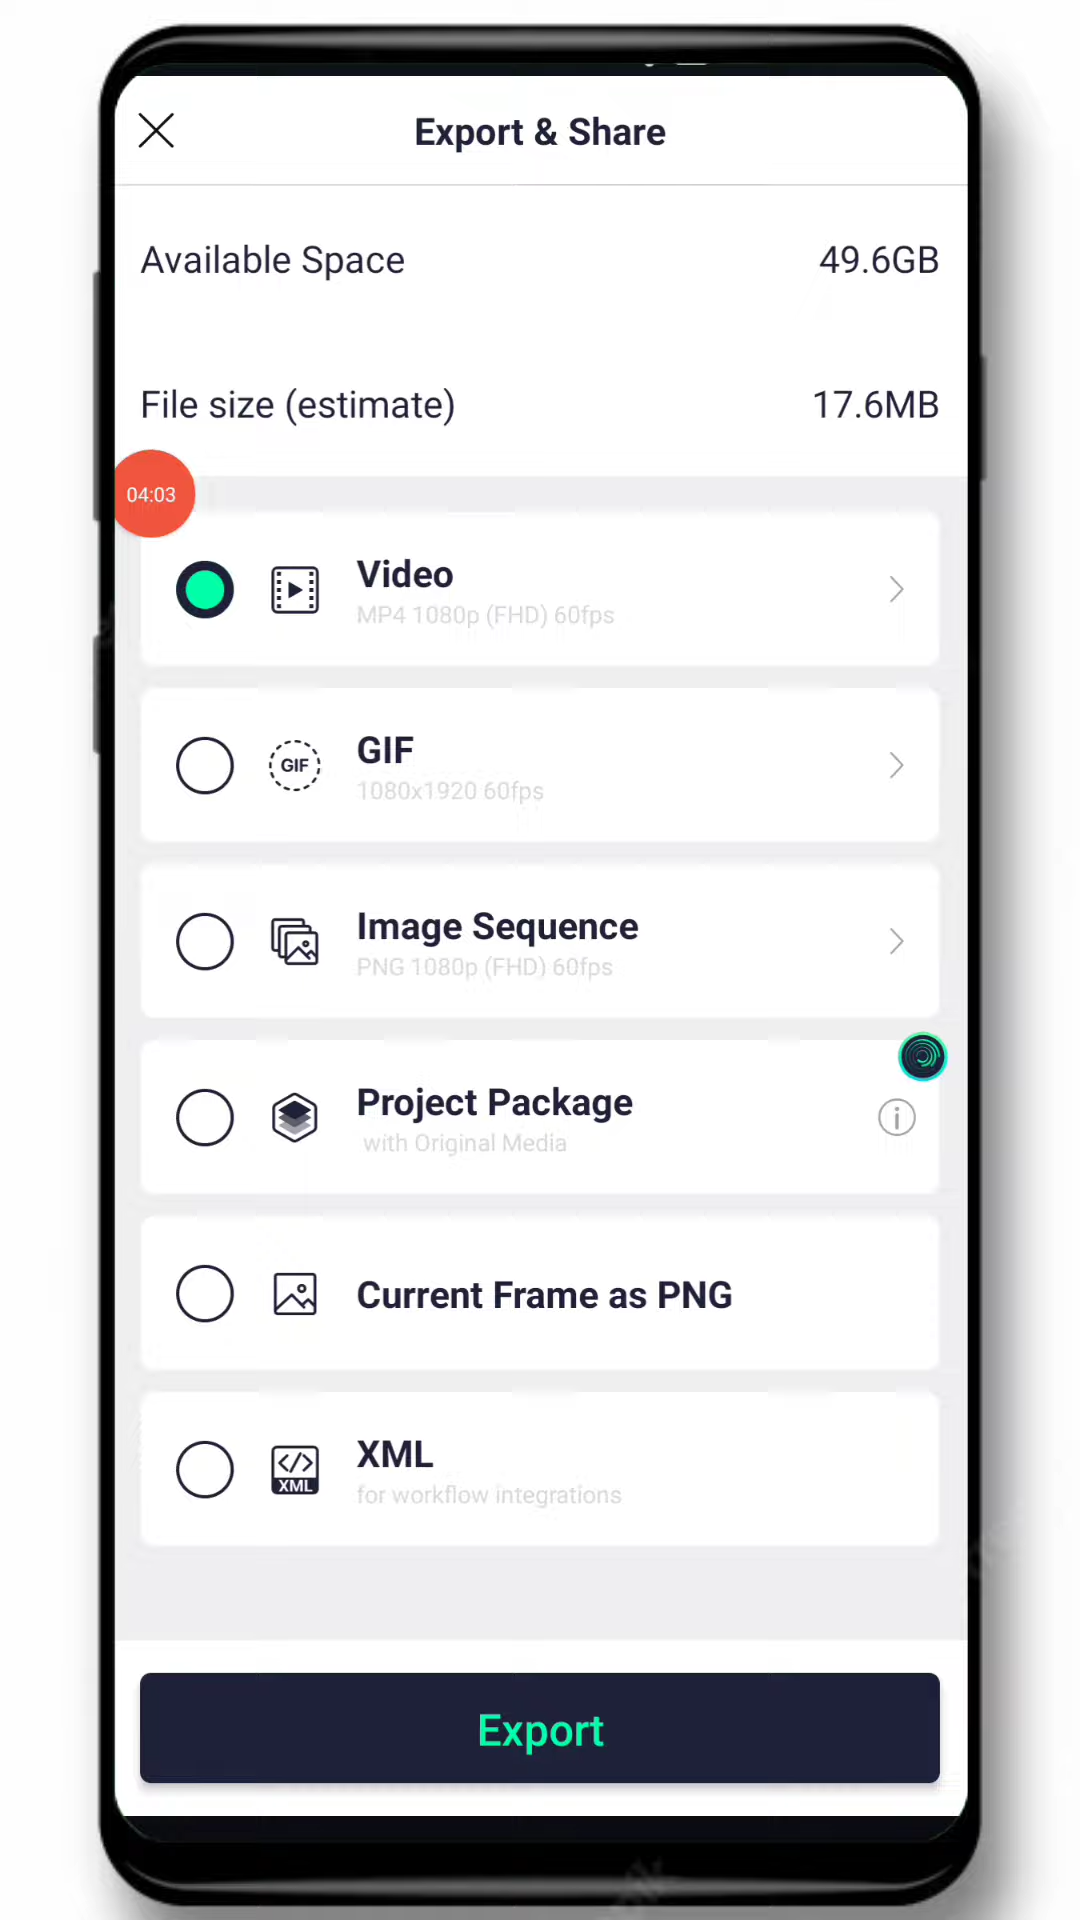 Export & Share
Available Space 49.6GB
File size (estimate) 17.6MB
04:03
Video
MP4 1080p (FHD) 60fps
GIF
GIF
1080x1920 60fps
Image Sequence
PNG 1080p (FHD) 60fps
Project Package
with Original Media
Current Frame as PNG
XML
XML
for workflow integrations
Export